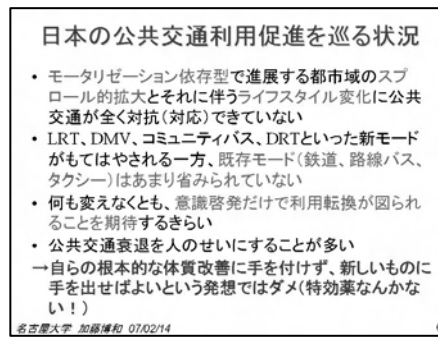 日本の公共交通利用促進を巡る状況
• モータリゼーション依存型で進展する都市域のスプ
ロール的拡大とそれに伴うライフスタイル変化に公共
交通が全く対抗(対応)できていない
• LRT、DMV、コミュニティバス、DRTといった新モード
がもてはやされる一方、既存モード(鉄道、路線バス、
タクシー)はあまり省みられていない
• 何も変えなくとも、意識啓発だけで利用転換が図られ
ることを期待するきらい
• 公共交通衰退を人のせいにすることが多い
→自らの根本的な体質改善に手を付けず、新しいものに
手を出せばよいという発想ではダメ(特効薬なんかな
い!)
名古屋大学 加藤博和 07/02/14